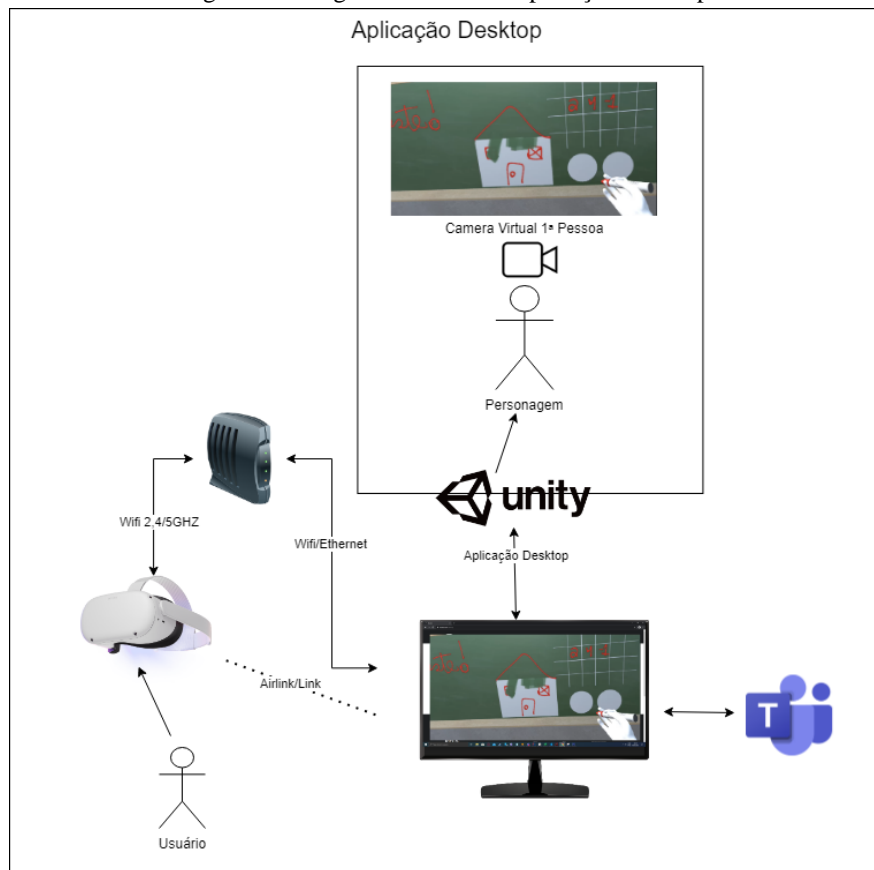 Aplicação Desktop
Camera Virtual 1ª Pessoa
Personagem
unity
Wifi 2,4/5GHZ
Wifi/Ethernet
Aplicação Desktop
Airlink/Link
T
Usuário